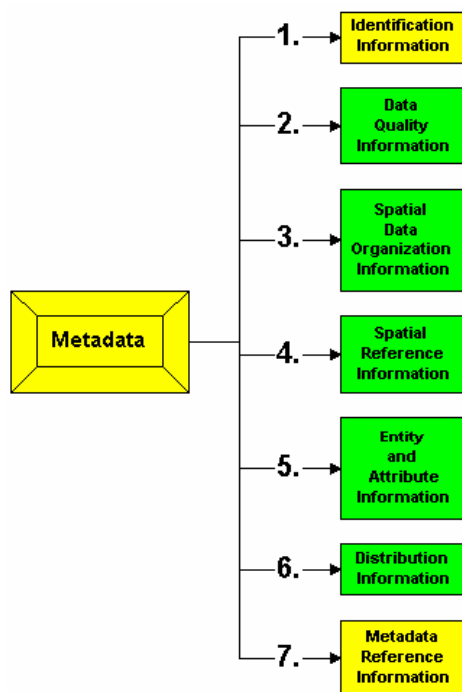 1.
Identification
Information
2.
Data
Quality
Information
3.
Spatial
Data
Organization
Information
Metadata
4.
Spatial
Reference
Information
5.
Entity
and
Attribute
Information
6.
Distribution
Information
7.
Metadata
Reference
Information